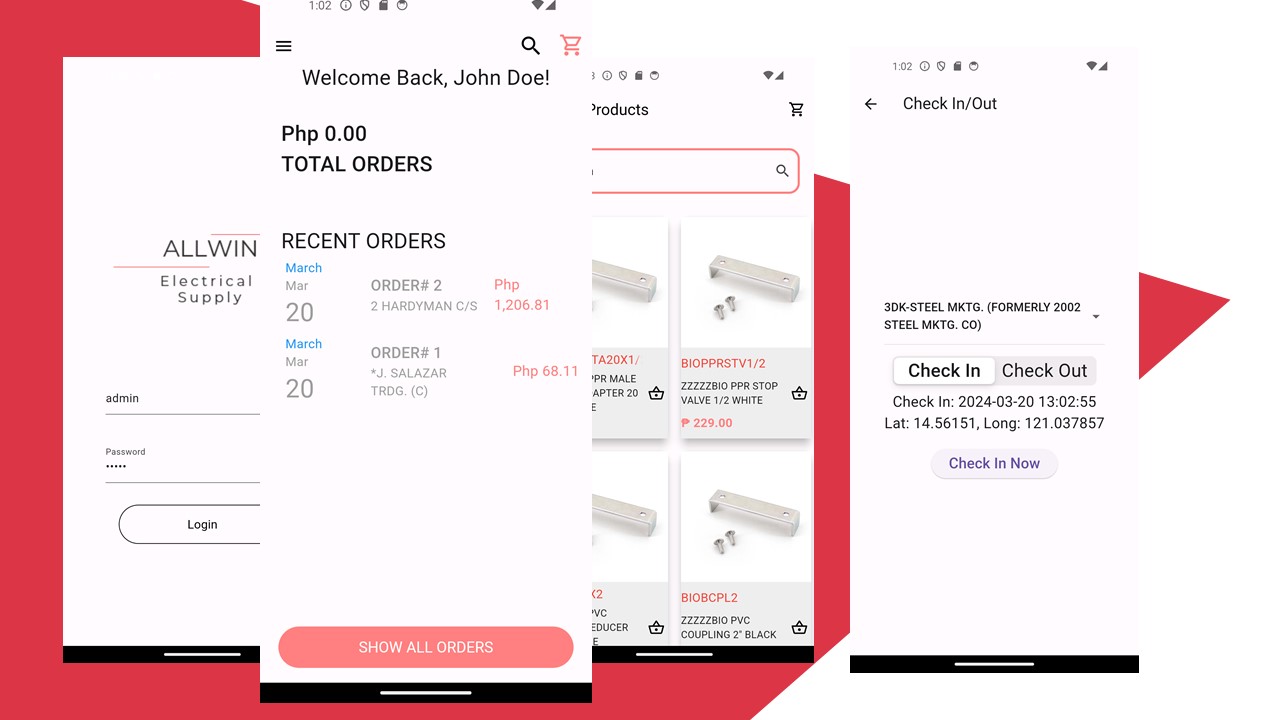 ALLWIN
Electrical
Supply
admin
Password
•••••
Login
1:02
Welcome Back, John Doe!
Php 0.00
TOTAL ORDERS
RECENT ORDERS
March
Mar
20
ORDER# 2
2 HARDYMAN C/S
Php
1,206.81
March
Mar
20
ORDER# 1
*J. SALAZAR
TRDG. (C)
Php 68.11
SHOW ALL ORDERS
Products
TA20X1/
PPR MALE
APTER 20
E
BIOPPRSTV1/2
ZZZZZBIO PPR STOP
VALVE 1/2 WHITE
₱ 229.00
X2
PVC
EDUCER
E
BIOBCPL2
ZZZZZBIO PVC
COUPLING 2" BLACK
1:02
Check In/Out
3DK-STEEL MKTG. (FORMERLY 2002
STEEL MKTG. CO)
Check In
Check Out
Check In: 2024-03-20 13:02:55
Lat: 14.56151, Long: 121.037857
Check In Now